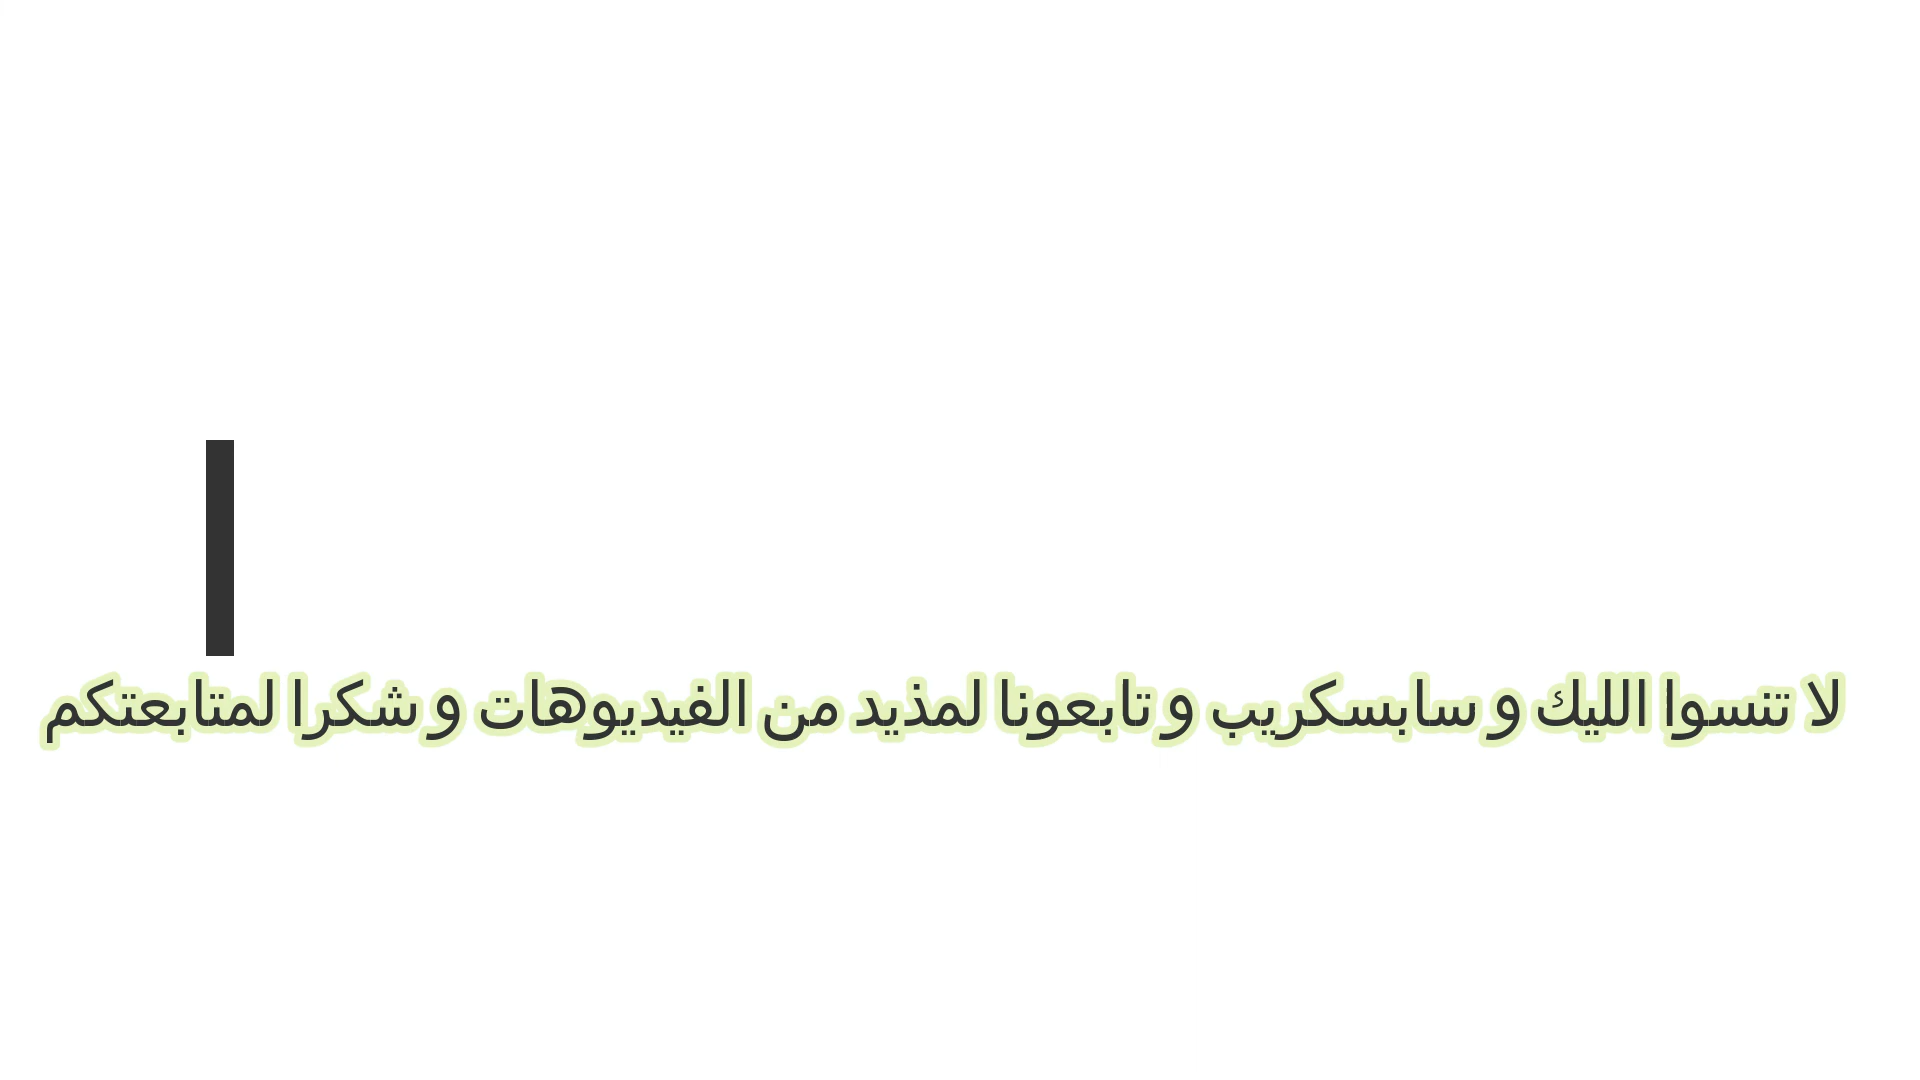 لا تنسوا الليك و سابسكريب و تابعونا لمذيد من الفيديوهات و شكرا لمتابعتكم